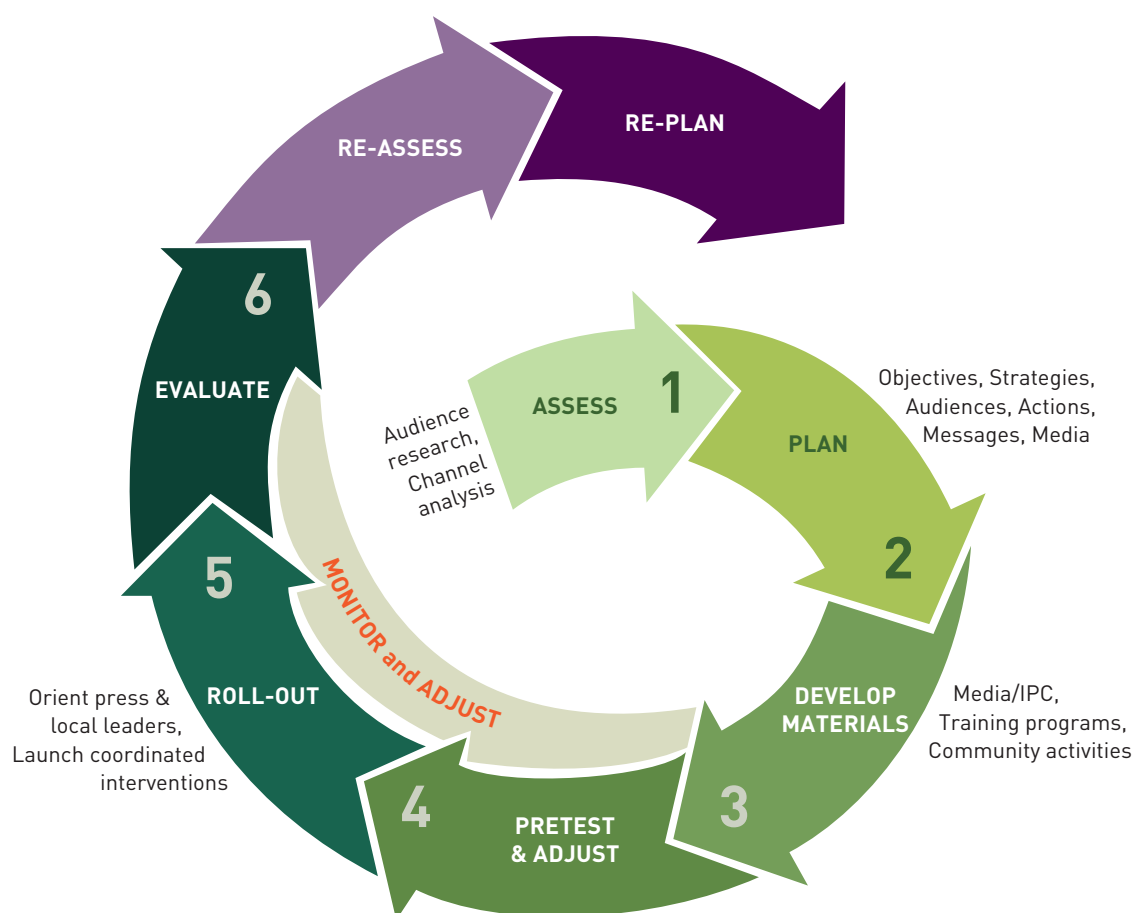 ASSESS
1
Audience
research,
Channel
analysis
PLAN
2
Objectives, Strategies,
Audiences, Actions,
Messages, Media
DEVELOP
MATERIALS
3
Media/IPC,
Training programs,
Community activities
PRETEST
& ADJUST
4
ROLL-OUT
5
Orient press &
local leaders,
Launch coordinated
interventions
MONITOR and ADJUST
EVALUATE
6
RE-ASSESS
RE-PLAN